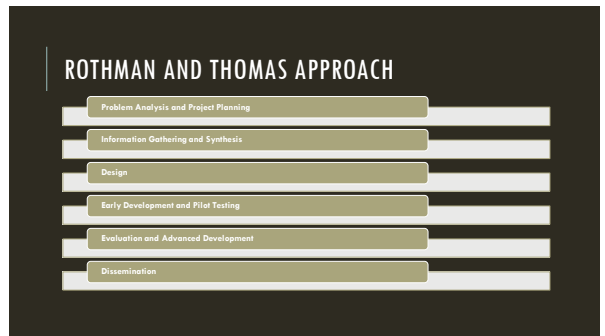 ROTHMAN AND THOMAS APPROACH
Problem Analysis and Project Planning
Information Gathering and Synthesis
Design
Early Development and Pilot Testing
Evaluation and Advanced Development
Dissemination